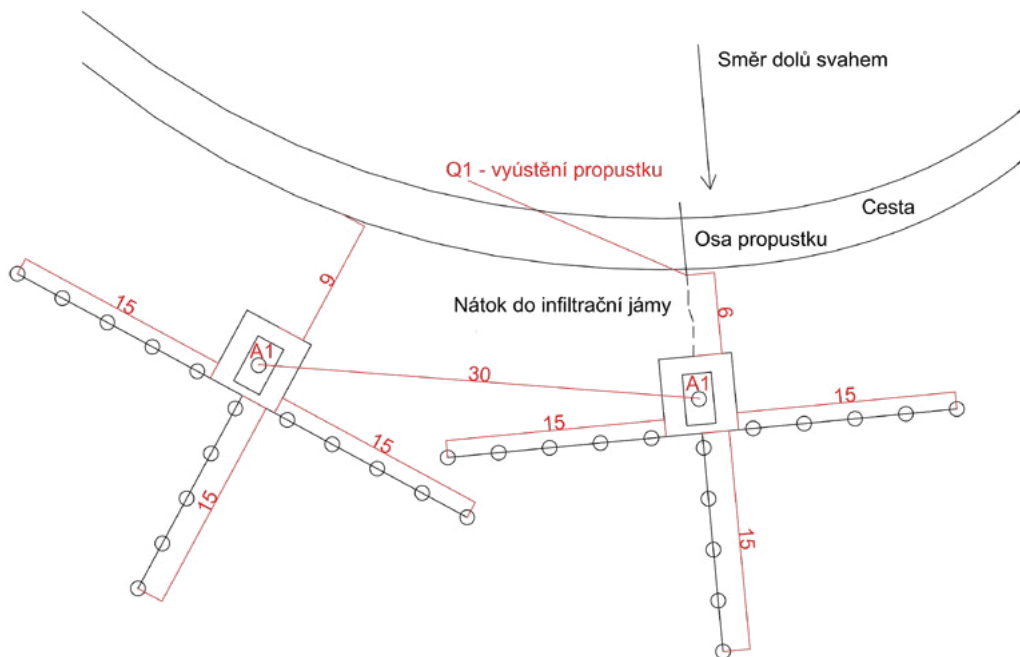 Směr dolů svahem
Q1 - vyústění propustku
Cesta
Osa propustku
9
Nátok do infiltrační jámy
6
15
A1
30
A1
15
15
15
15
15